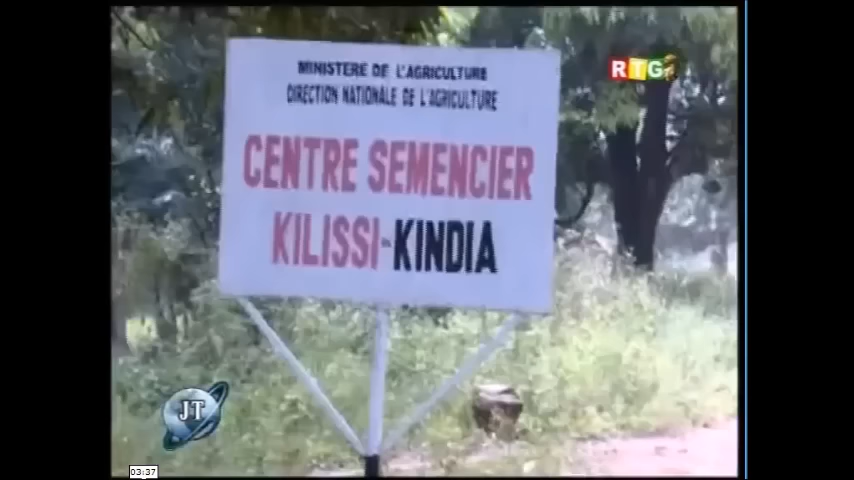 MINISTERE DE L'AGRICULTURE
DIRECTION NATIONALE DE L'AGRICULTURE
CENTRE SEMENCIER
KILISSI-KINDIA
RTG
JT
03:37